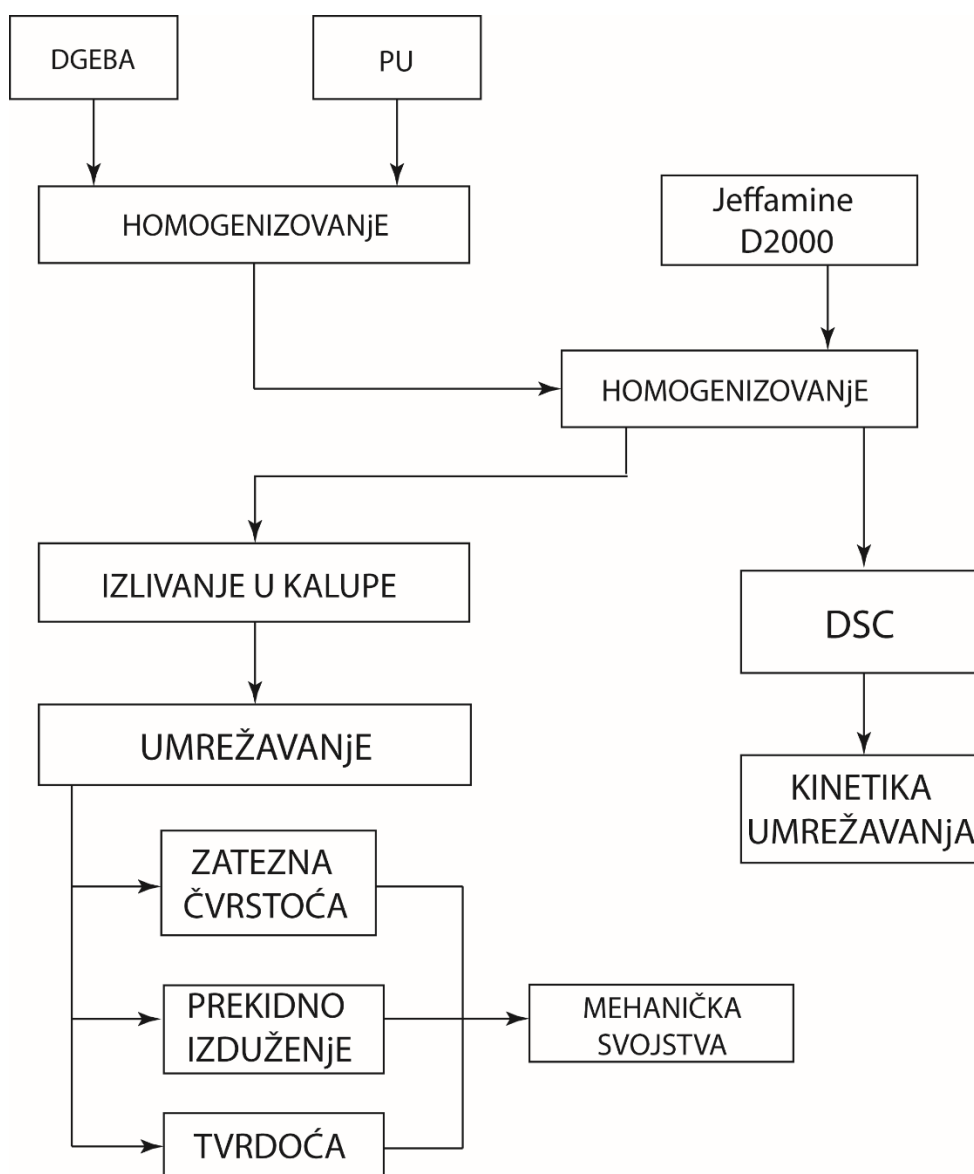 DGEBA
PU
HOMOGENIZOVANjE
Jeffamine
D2000
HOMOGENIZOVANjE
IZLIVANJE U KALUPE
DSC
UMREŽAVANjE
KINETIKA
UMREŽAVANjA
ZATEZNA
ČVRSTOĆA
PREKIDNO
IZDUŽENjE
MEHANIČKA
SVOJSTVA
TVRDOĆA